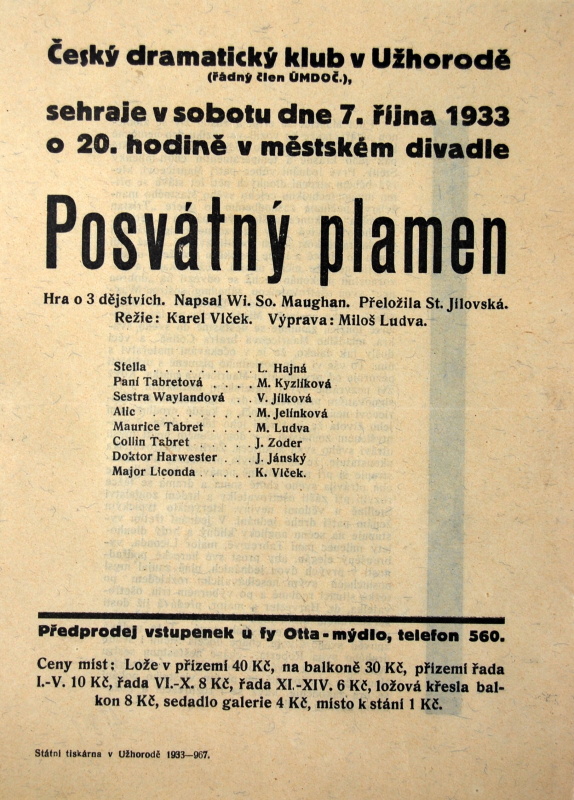 Český dramatický klub v Užhorodě
(řádný člen ÚMDOČ.),
sehraje v sobotu dne 7. října 1933
o 20. hodině v městském divadle
Posvátný plamen
Hra o 3 dějstvích. Napsal Wi. So. Maughan. Přeložila St. Jílovská.
Režie: Karel Vlček. Výprava: Miloš Ludva.
Stella . . . . . . . . . L. Hajná
Paní Tabretová . . . . M. Kyzlíková
Sestra Waylandová . . V. Jílková
Alic . . . . . . . . . . M. Jelínková
Maurice Tabret . . . . M. Ludva
Collin Tabret . . . . . J. Zoder
Doktor Harwester . . . J. Jánský
Major Liconda . . . . . K. Vlček.
Předprodej vstupenek u fy Otta-mýdlo, telefon 560.
Ceny míst: Lože v přízemí 40 Kč, na balkoně 30 Kč, přízemí řada
I.-V. 10 Kč, řada VI.-X. 8 Kč, řada XI.-XIV. 6 Kč, ložová křesla bal-
kon 8 Kč, sedadlo galerie 4 Kč, místo k stání 1 Kč.
Státní tiskárna v Užhorodě 1933—967.